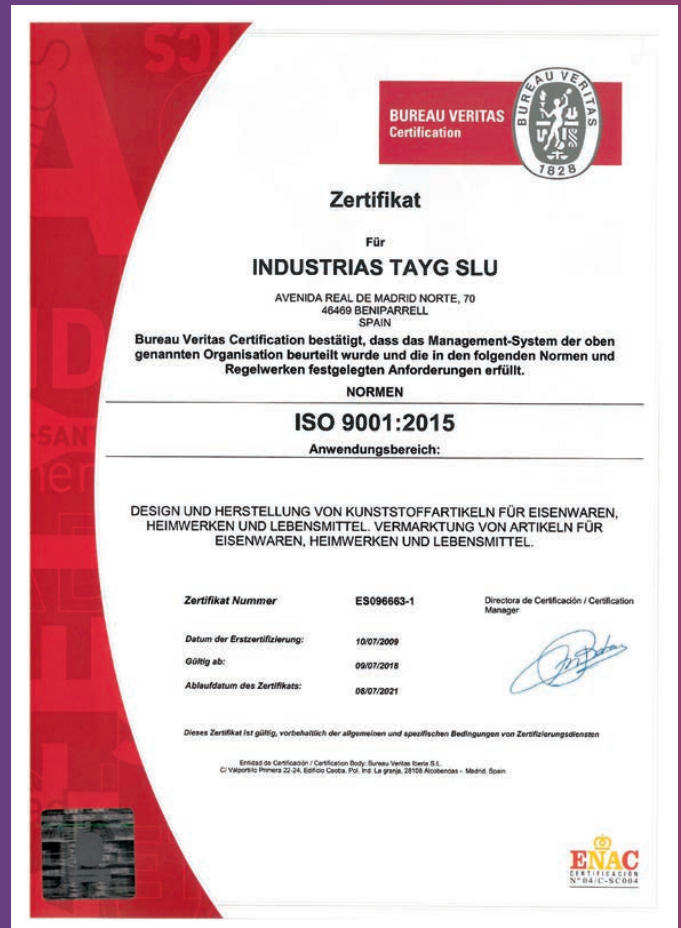 BUREAU VERITAS
Certification
BUREAU VERITAS
1828
Zertifikat
Für
INDUSTRIAS TAYG SLU
AVENIDA REAL DE MADRID NORTE, 70
46469 BENIPARRELL
SPAIN
Bureau Veritas Certification bestätigt, dass das Management-System der oben
genannten Organisation beurteilt wurde und die in den folgenden Normen und
Regelwerken festgelegten Anforderungen erfüllt.
NORMEN
ISO 9001:2015
Anwendungsbereich:
DESIGN UND HERSTELLUNG VON KUNSTSTOFFARTIKELN FÜR EISENWAREN,
HEIMWERKEN UND LEBENSMITTEL. VERMARKTUNG VON ARTIKELN FÜR
EISENWAREN, HEIMWERKEN UND LEBENSMITTEL.
Zertifikat Nummer ES096663-1 Directora de Certificación / Certification
Manager
Datum der Erstzertifizierung: 10/07/2009
Gültig ab: 09/07/2018
Ablaufdatum des Zertifikats: 08/07/2021
Dieses Zertifikat ist gültig, vorbehaltlich der allgemeinen und spezifischen Bedingungen von Zertifizierungsdiensten
Entidad de Certificación / Certification Body: Bureau Veritas Iberia S.L.
C/ Valportillo Primera 22-24, Edificio Caoba, Pol. Ind. La granja, 28108 Alcobendas - Madrid, Spain
ENAC
CERTIFICACIÓN
Nº 04/C-SC004